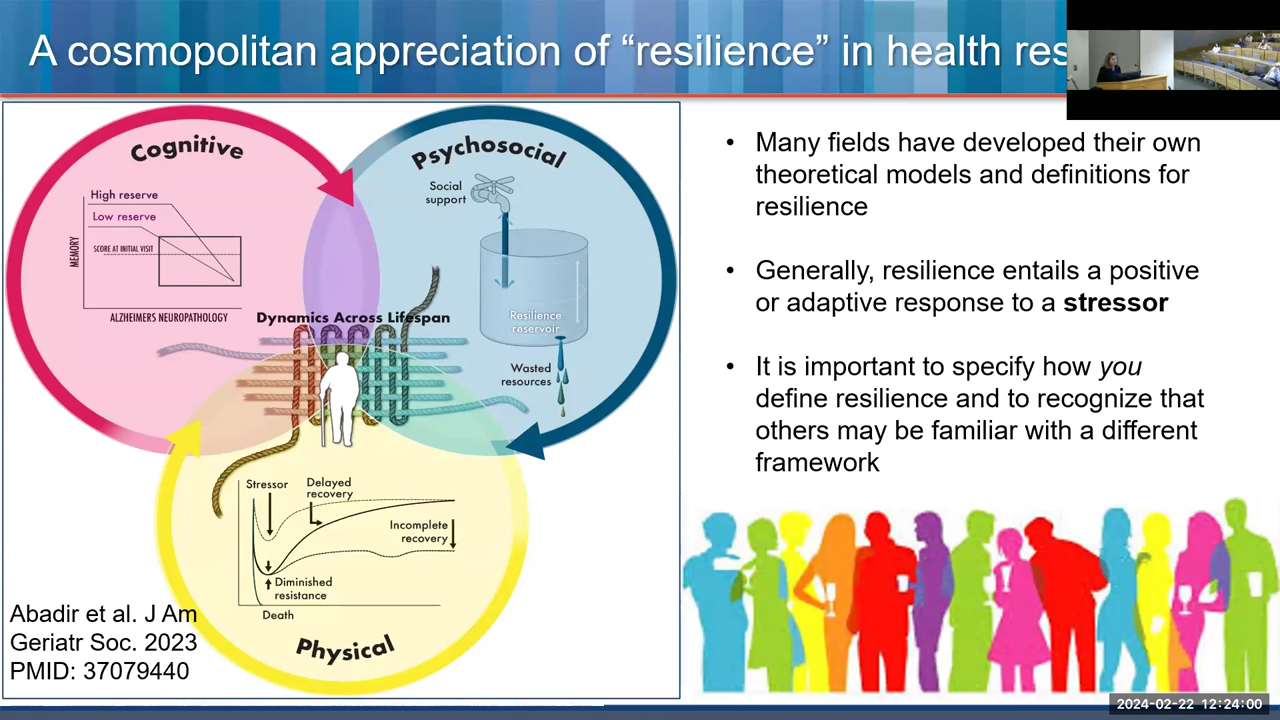 A cosmopolitan appreciation of “resilience” in health res
Cognitive
High reserve
Low reserve
SCORE AT INITIAL VISIT
MEMORY
ALZHEIMERS NEUROPATHOLOGY
Psychosocial
Social
support
Resilience
reservoir
Wasted
resources
Dynamics Across Lifespan
Stressor
Delayed
recovery
Incomplete
recovery
Diminished
resistance
Death
Physical
Abadir et al. J Am
Geriatr Soc. 2023
PMID: 37079440
• Many fields have developed their own
theoretical models and definitions for
resilience
• Generally, resilience entails a positive
or adaptive response to a stressor
• It is important to specify how you
define resilience and to recognize that
others may be familiar with a different
framework
2024-02-22 12:24:00